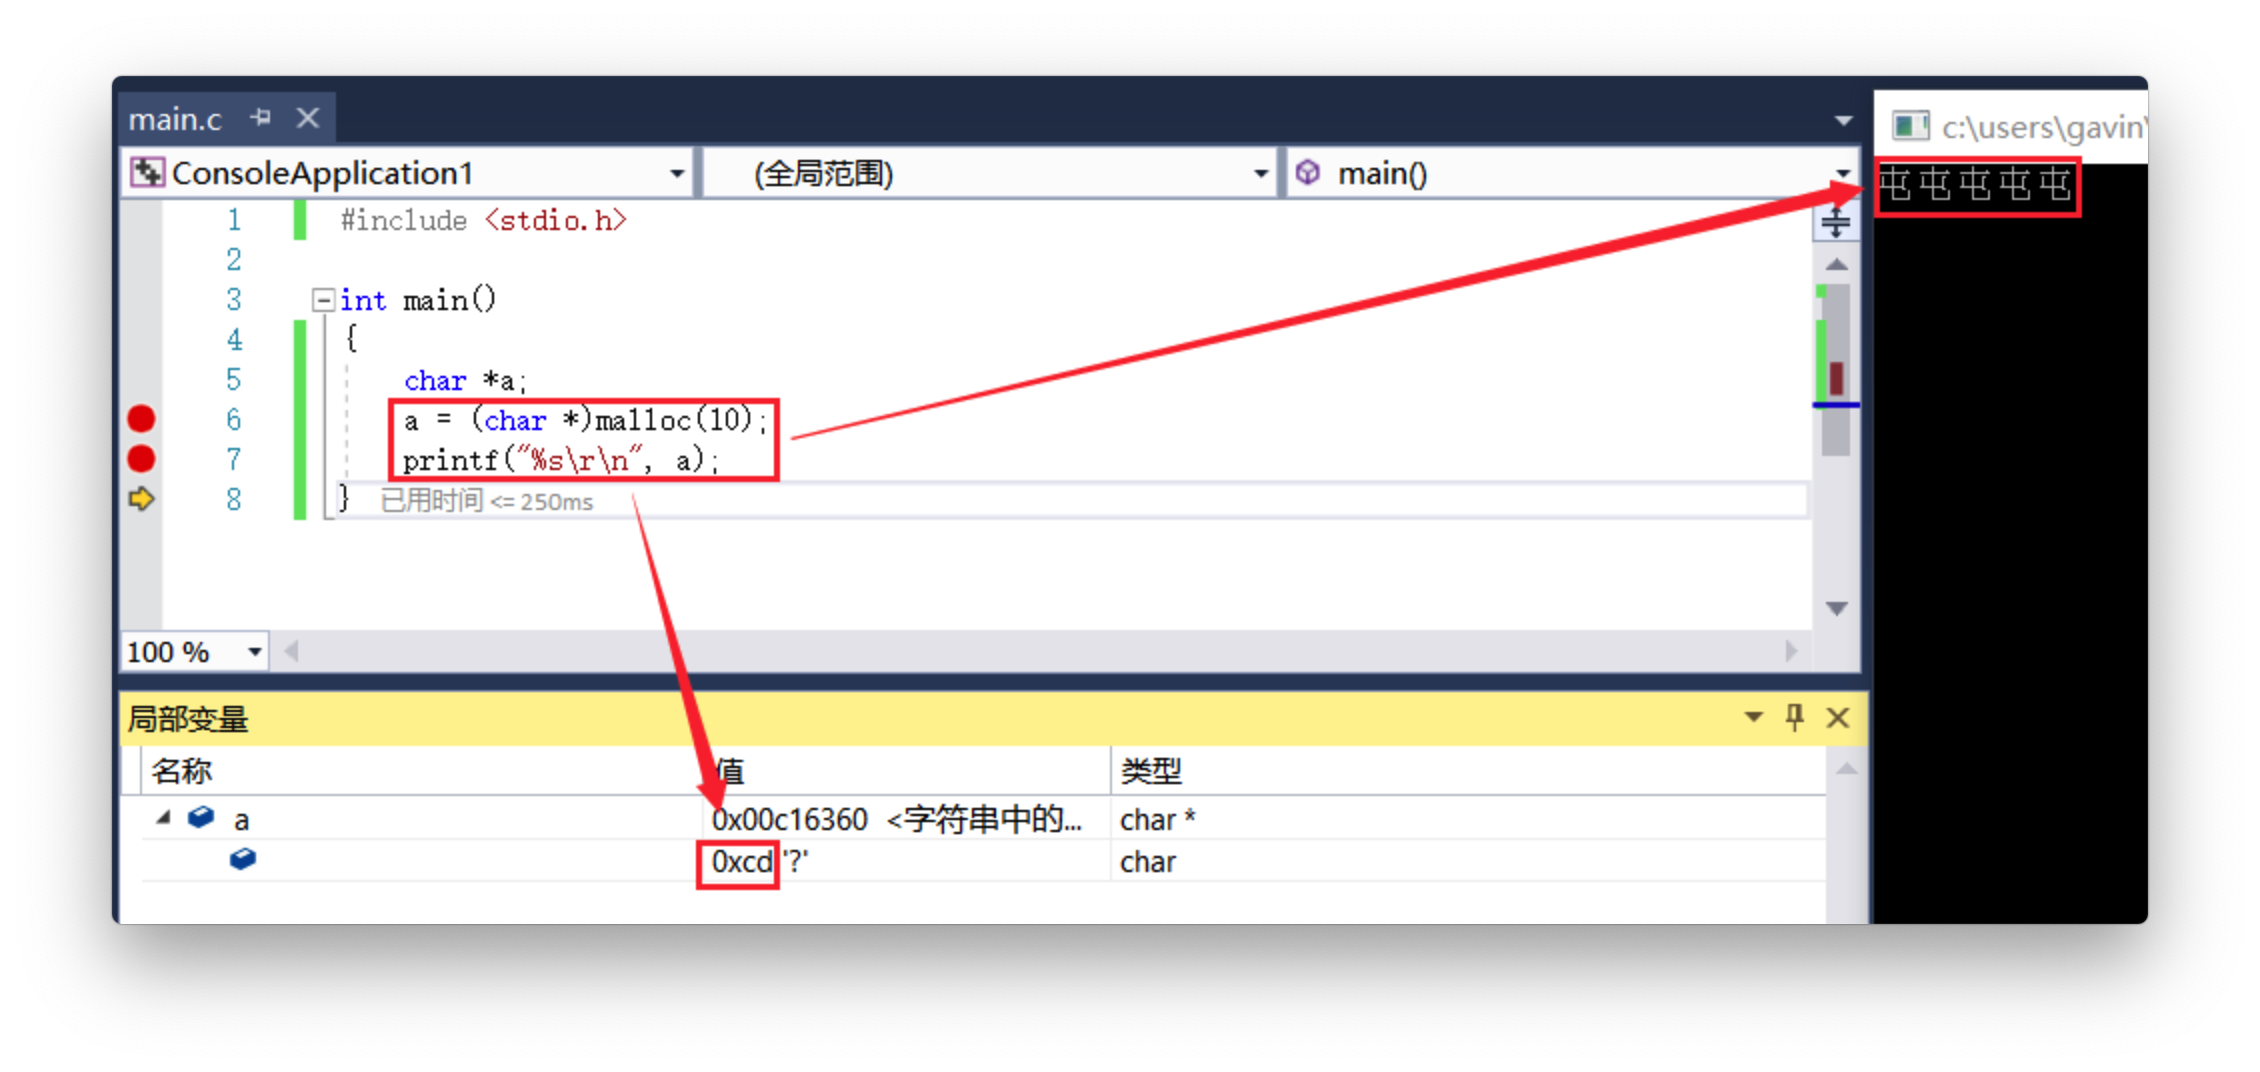 main.c
c:\users\gavin\
ConsoleApplication1 (全局范围) main()
屯屯屯屯屯
1 #include <stdio.h>
2
3 int main()
4 {
5 char *a;
6 a = (char *)malloc(10);
7 printf("%s\r\n", a);
8 } 已用时间 <= 250ms
100 %
局部变量
名称 值 类型
a 0x00c16360 <字符串中的... char *
0xcd '?' char